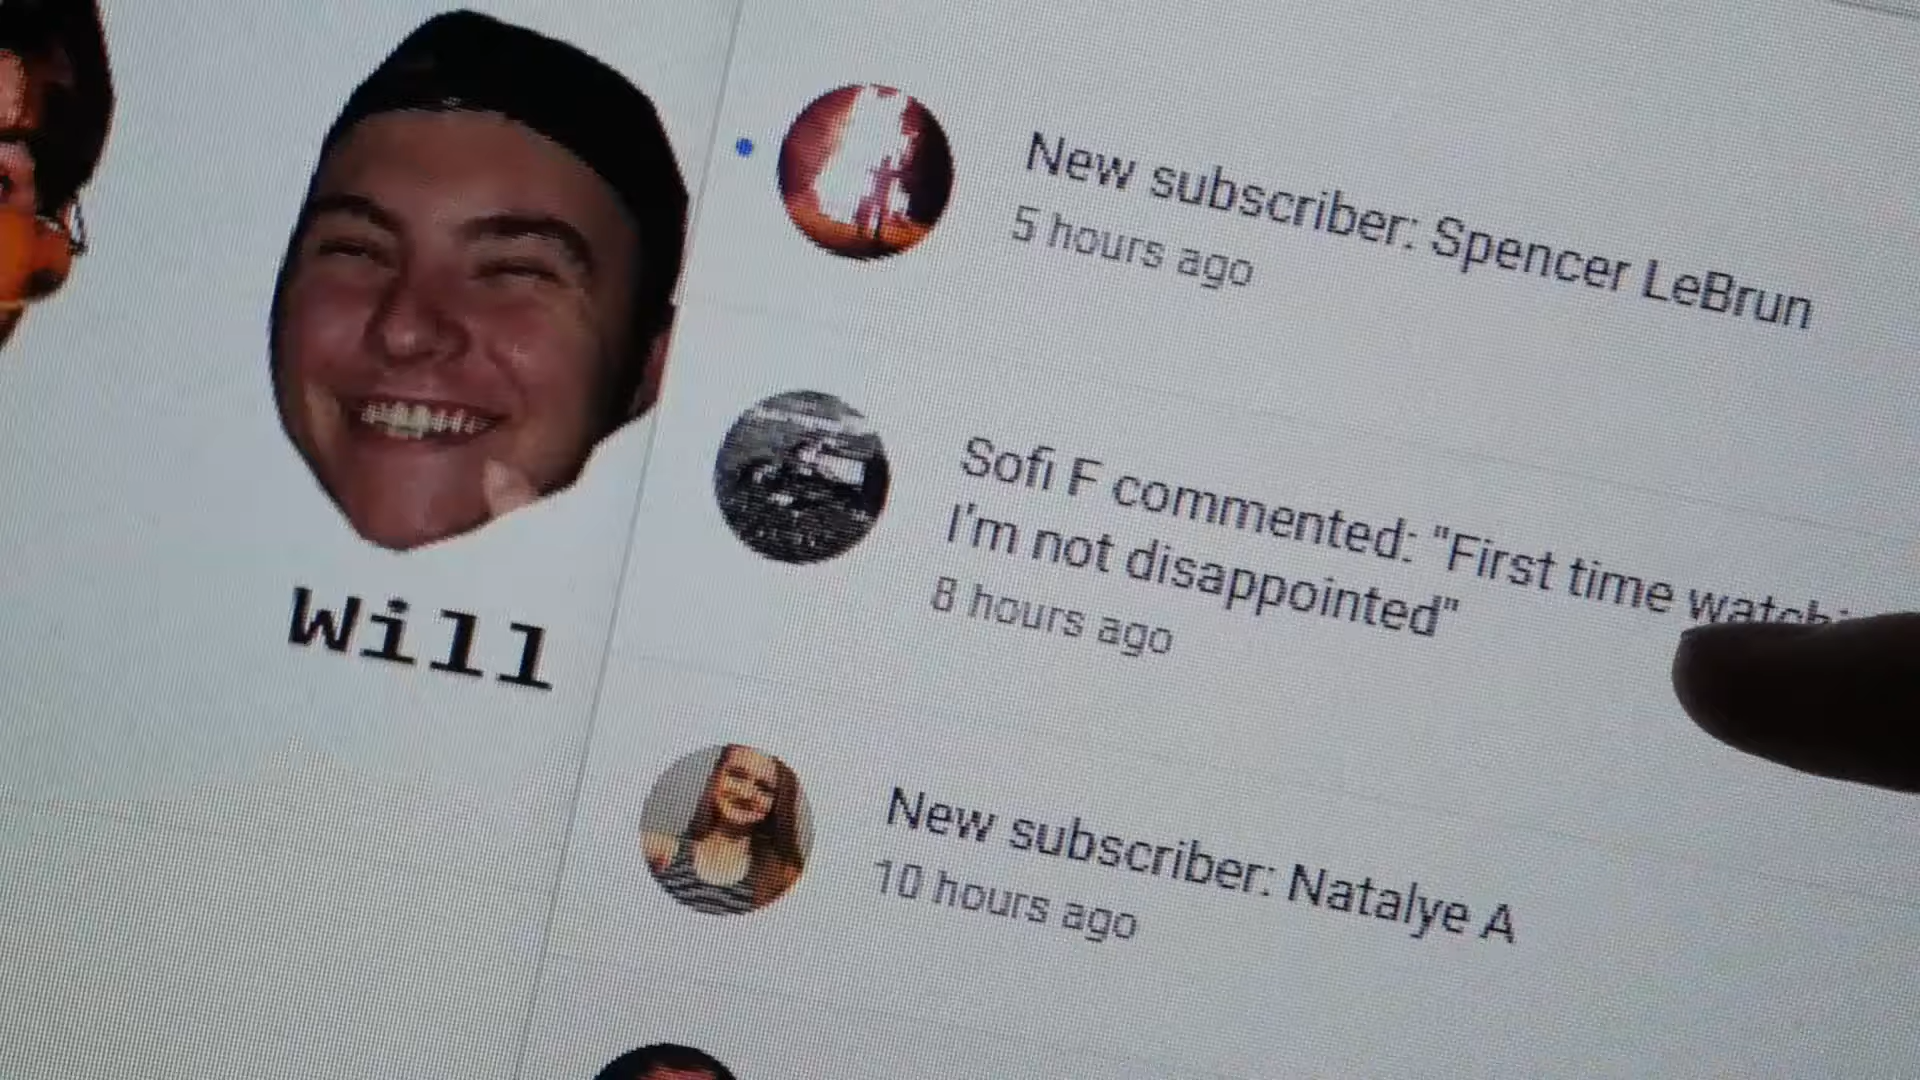 New subscriber: Spencer LeBrun
5 hours ago
Sofi F commented: "First time
I'm not disappointed"
8 hours ago
Will
New subscriber: Natalye A
10 hours ago